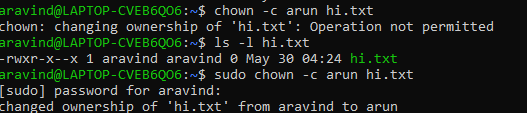 aravind@LAPTOP-CVEB6QO6:~$ chown -c arun hi.txt
chown: changing ownership of 'hi.txt': Operation not permitted
aravind@LAPTOP-CVEB6QO6:~$ ls -l hi.txt
-rwxr-x--x 1 aravind aravind 0 May 30 04:24 hi.txt
aravind@LAPTOP-CVEB6QO6:~$ sudo chown -c arun hi.txt
[sudo] password for aravind:
changed ownership of 'hi.txt' from aravind to arun